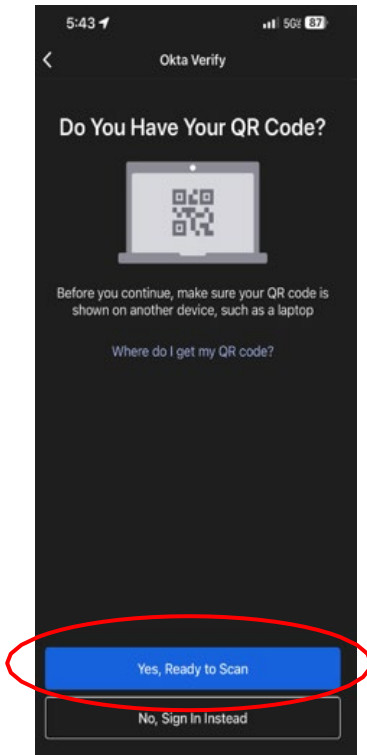 5:43
5G 87
Okta Verify
Do You Have Your QR Code?
Before you continue, make sure your QR code is
shown on another device, such as a laptop
Where do I get my QR code?
Yes, Ready to Scan
No, Sign In Instead